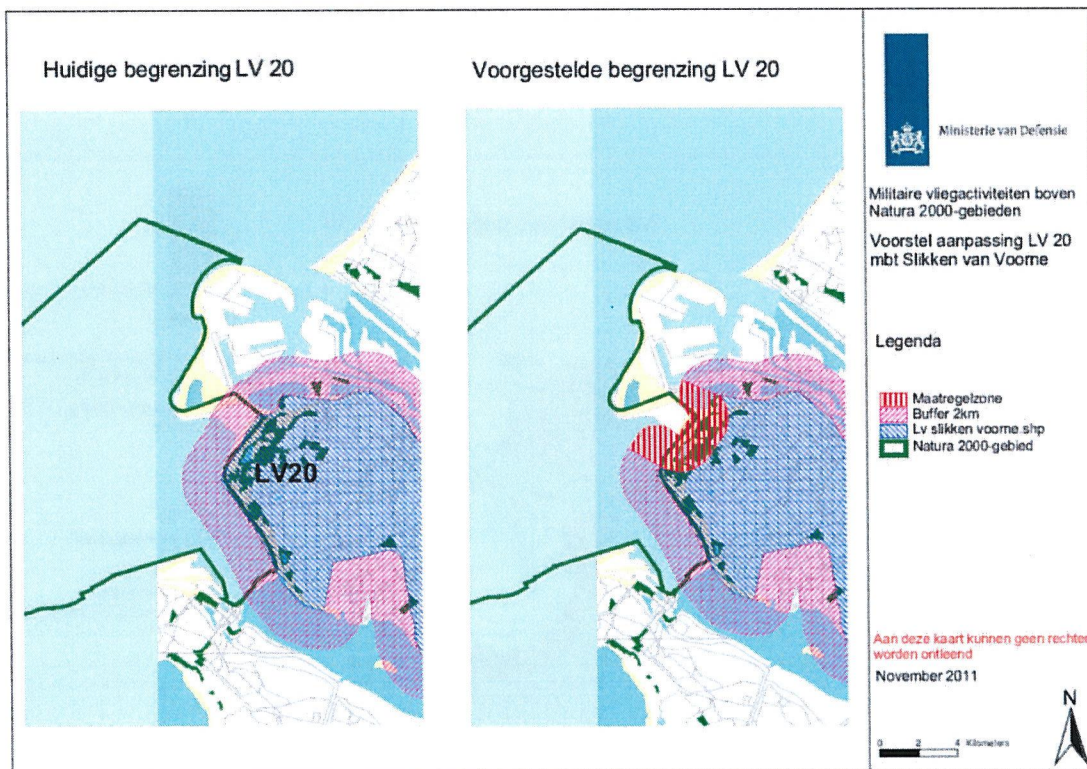 Huidige begrenzing LV 20
Voorgestelde begrenzing LV 20
LV20
Ministerie van Defensie
Militaire vliegactiviteiten boven
Natura 2000-gebieden
Voorstel aanpassing LV 20
mbt Slikken van Voorne
Legenda
Maatregelzone
Buffer 2km
Lv slikken voorne.shp
Natura 2000-gebied
Aan deze kaart kunnen geen rechten
worden ontleend
November 2011
N
0 2 4 Kilometers